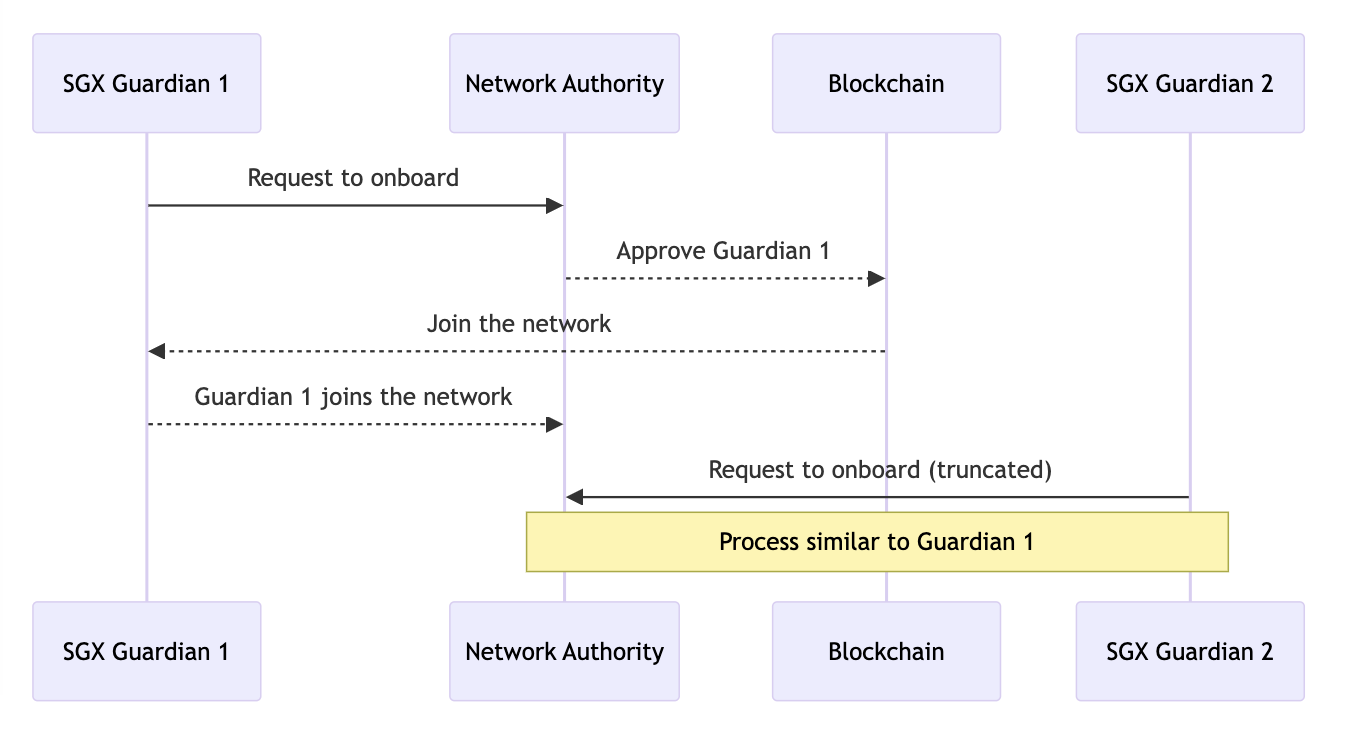 SGX Guardian 1
Network Authority
Blockchain
SGX Guardian 2
Request to onboard
Approve Guardian 1
Join the network
Guardian 1 joins the network
Request to onboard (truncated)
Process similar to Guardian 1
SGX Guardian 1
Network Authority
Blockchain
SGX Guardian 2